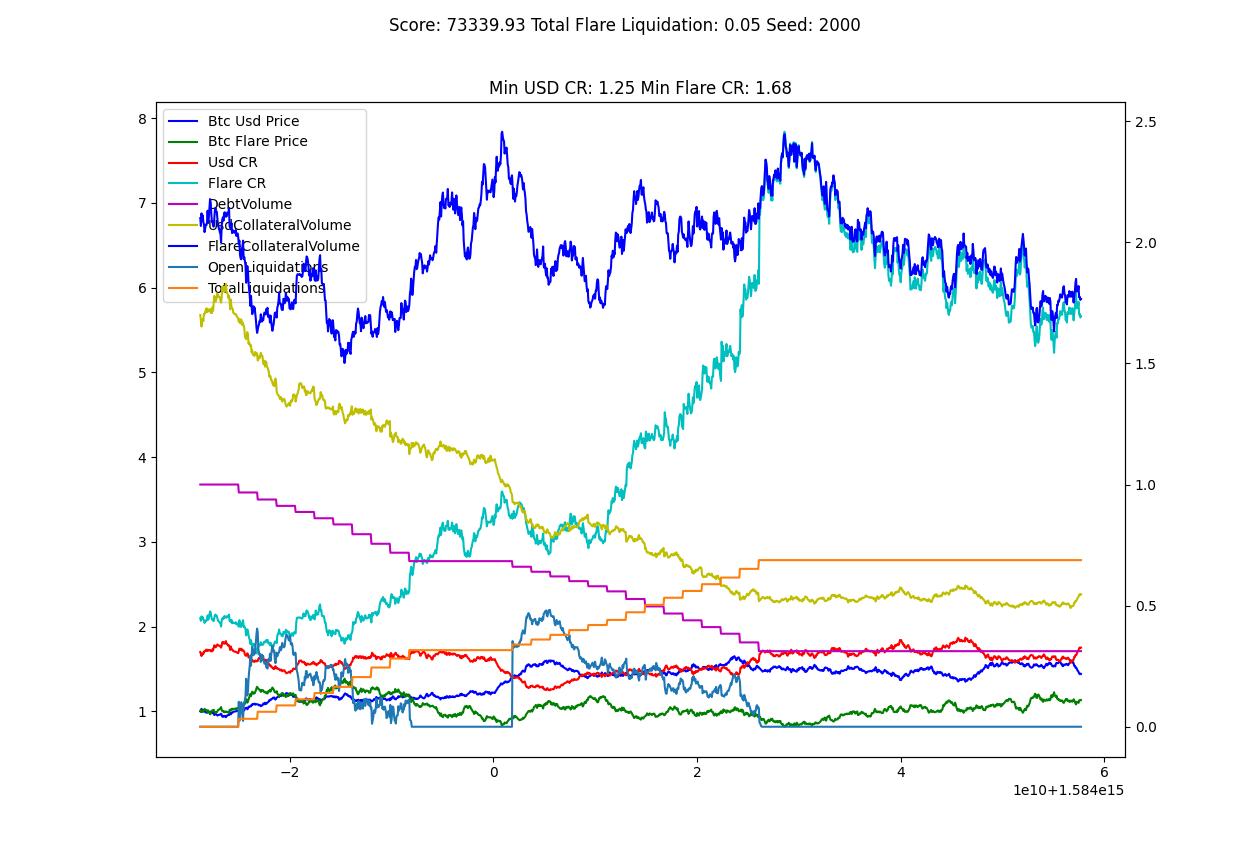 Score: 73339.93 Total Flare Liquidation: 0.05 Seed: 2000
Min USD CR: 1.25 Min Flare CR: 1.68
Btc Usd Price
Btc Flare Price
Usd CR
Flare CR
DebtVolume
UsdCollateralVolume
FlareCollateralVolume
OpenLiquidations
TotalLiquidations
8
7
6
5
4
3
2
1
2.5
2.0
1.5
1.0
0.5
0.0
−2 0 2 4 6
1e10+1.584e15